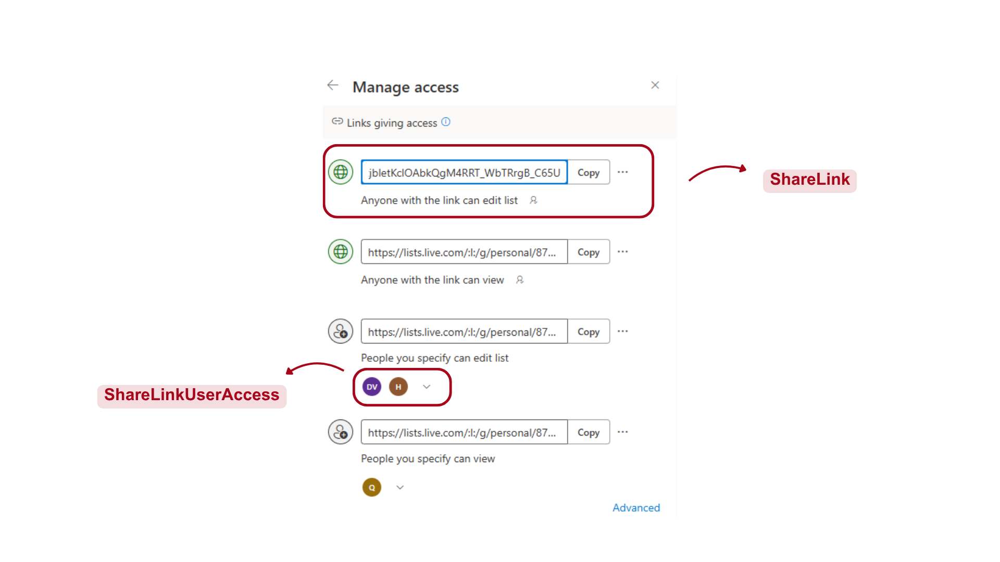 Manage access
Links giving access
jbletKclOAbkQgM4RRT_WbTRrgB_C65U Copy ...
Anyone with the link can edit list
ShareLink
https://lists.live.com/:l:/g/personal/87... Copy ...
Anyone with the link can view
https://lists.live.com/:l:/g/personal/87... Copy ...
People you specify can edit list
DV H
ShareLinkUserAccess
https://lists.live.com/:l:/g/personal/87... Copy ...
People you specify can view
Q
Advanced